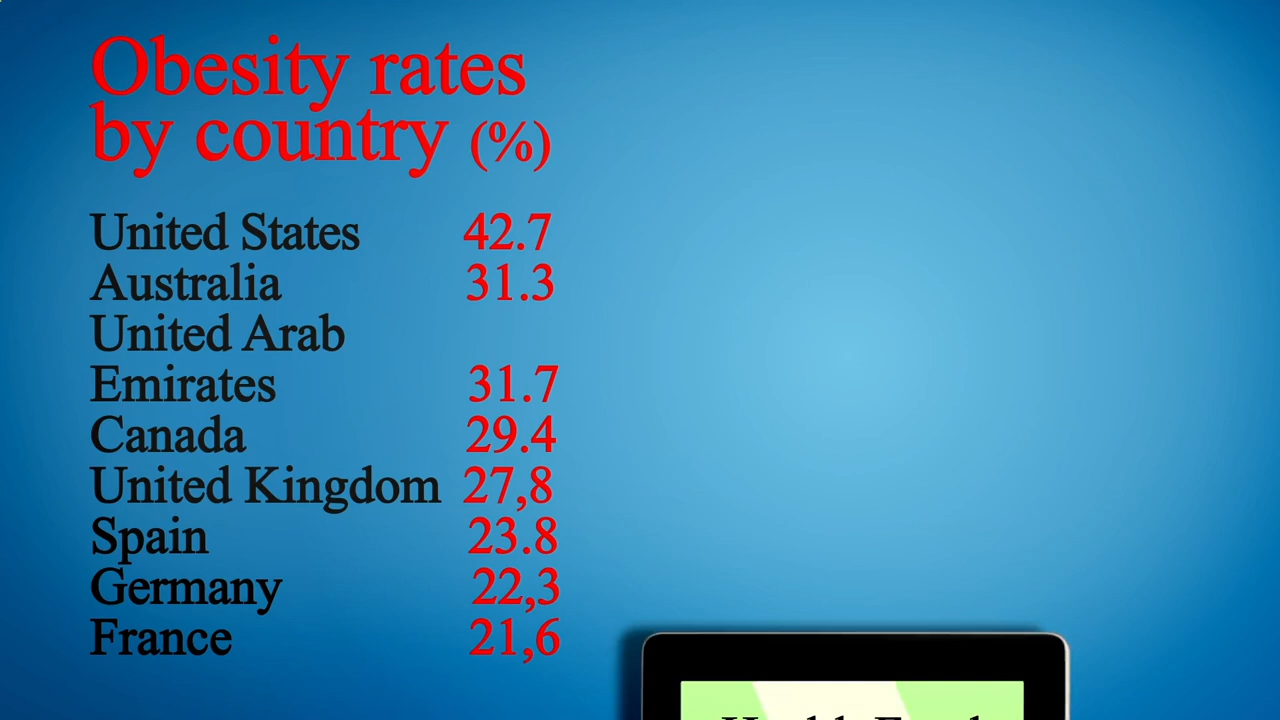 Obesity rates
by country (%)
United States 42.7
Australia 31.3
United Arab
Emirates 31.7
Canada 29.4
United Kingdom 27,8
Spain 23.8
Germany 22,3
France 21,6